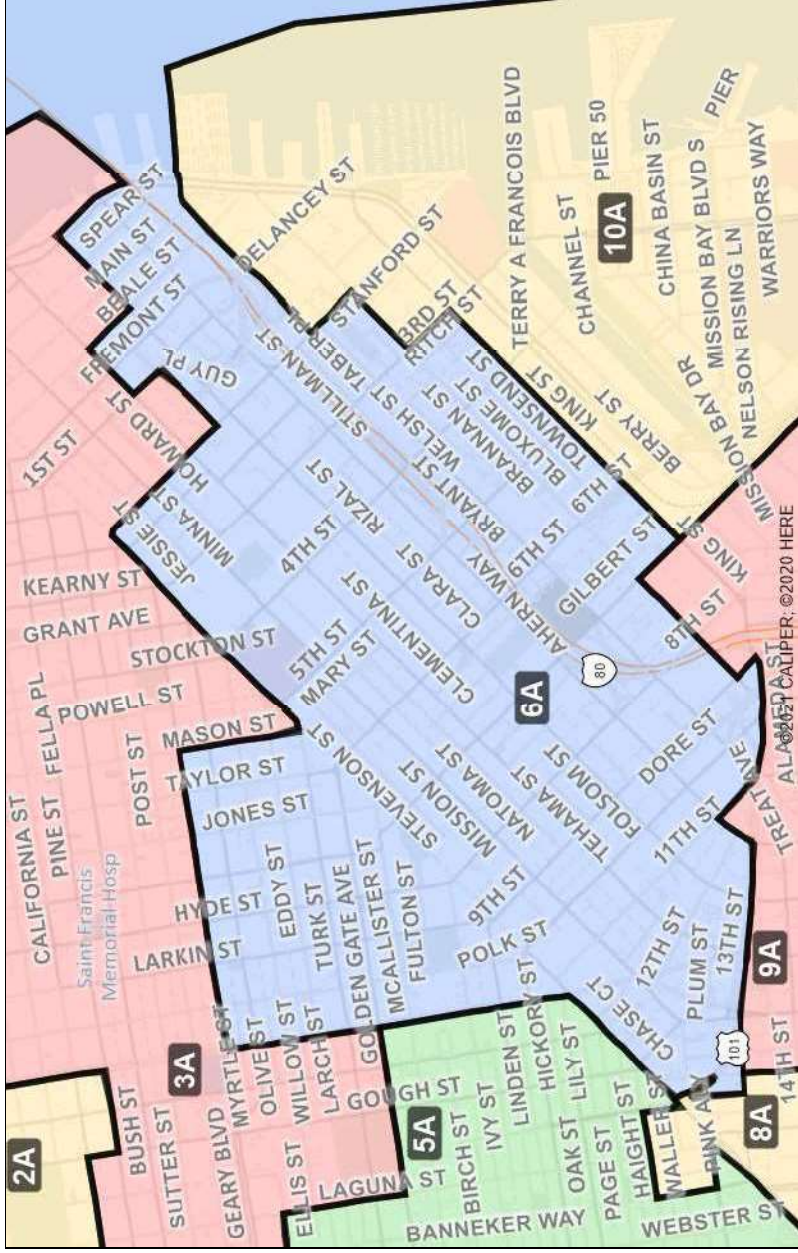 SPEAR ST
MAIN ST
BEALE ST
FREMONT ST
GUY PL
DELANCEY ST
STANFORD ST
TABER PL
STILLMAN ST
3RD ST
RITCH ST
TERRY A FRANCOIS BLVD
PIER 50
CHANNEL ST
10A
CHINA BASIN ST
MISSION BAY BLVD S
PIER
NELSON RISING LN
WARRIORS WAY
1ST ST
HOWARD ST
MINNA ST
JESSIE ST
KEARNY ST
GRANT AVE
STOCKTON ST
POWELL ST
FELLA PL
CALIFORNIA ST
PINE ST
POST ST
MASON ST
TAYLOR ST
JONES ST
4TH ST
RIZAL ST
CLARA ST
CLEMENTINA ST
5TH ST
MARY ST
WELSH ST
BRYANT ST
BRANNAN ST
BLUXOME ST
TOWNSEND ST
KING ST
BERRY ST
6TH ST
6TH ST
AHERN WAY
GILBERT ST
MISSION BAY DR
MISSION
KING ST
8TH ST
80
6A
STEVENSON ST
MISSION ST
NATOMA ST
TEHAMA ST
FOLSOM ST
DORE ST
11TH ST
ALAMEDA ST
TREAT AVE
©2021 CALIPER; ©2020 HERE
Saint Francis
Memorial Hosp
HYDE ST
LARKIN ST
EDDY ST
TURK ST
GOLDEN GATE AVE
MCALLISTER ST
FULTON ST
9TH ST
POLK ST
12TH ST
PLUM ST
13TH ST
9A
CHASE CT
101
14TH ST
3A
2A
BUSH ST
SUTTER ST
GEARY BLVD
MYRTLE ST
OLIVE ST
WILLOW ST
LARCH ST
ELLIS ST
GOUGH ST
LAGUNA ST
5A
BIRCH ST
IVY ST
LINDEN ST
HICKORY ST
LILY ST
OAK ST
PAGE ST
HAIGHT ST
WALLER ST
PINK ALY
8A
BANNEKER WAY
WEBSTER ST